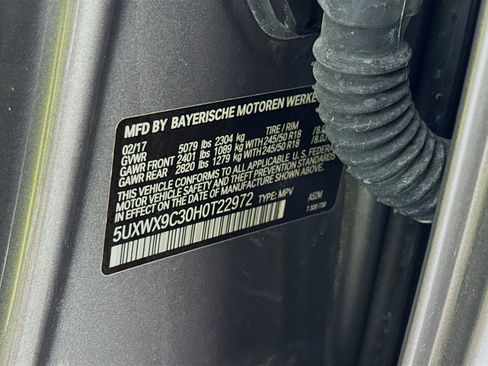 MFD BY BAYERISCHE MOTOREN WERKE
02/17 TIRE / RIM
GVWR 5079 lbs 2304 kg
GAWR FRONT 2401 lbs 1089 kg WITH 245/50 R18
GAWR REAR 2820 lbs 1279 kg WITH 245/50 R18
THIS VEHICLE CONFORMS TO ALL APPLICABLE U.S. FEDERAL
MOTOR VEHICLE SAFETY AND THEFT PREVENTION STANDARDS
IN EFFECT ON THE DATE OF MANUFACTURE
5UXWX9C30H0T22972 TYPE: MPV A52M